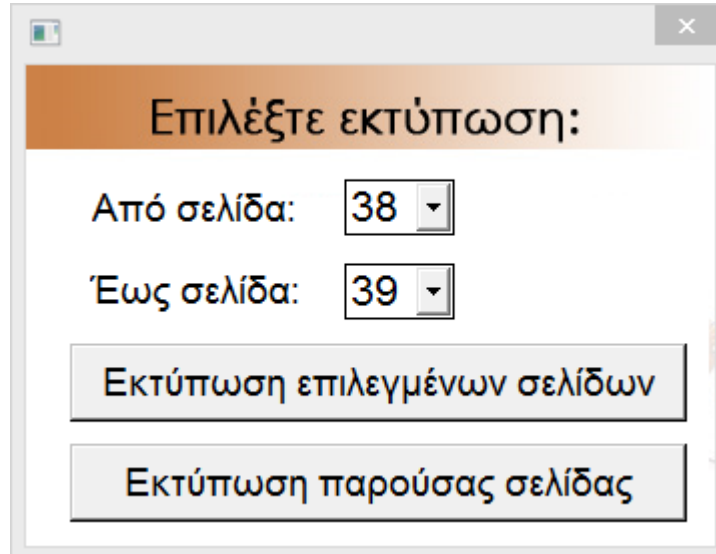 Επιλέξτε εκτύπωση:
Από σελίδα: 38
Έως σελίδα: 39
Εκτύπωση επιλεγμένων σελίδων
Εκτύπωση παρούσας σελίδας